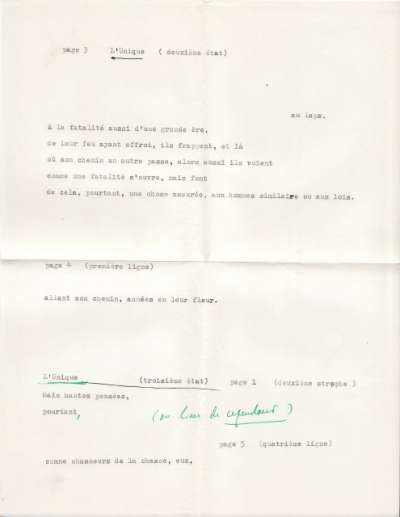 page 3 L'Unique ( deuxième état)
au laps.
à la fatalité aussi d'une grande ère,
de leur feu ayant effroi, ils frappent, et là
où son chemin un outre passe, alors aussi ils voient
comme une fatalité s'ouvre, mais font
de cela, pourtant, une chose assurée, aux hommes similaire ou aux lois.
page 4 (première ligne)
allant son chemin, années en leur fleur.
L'Unique (troisième état) page 1 (deuxième strophe )
Mais hautes pensées,
pourtant, (au lieu de cependant)
page 5 (quatrième ligne)
comme chasseurs de la chasse, eux,